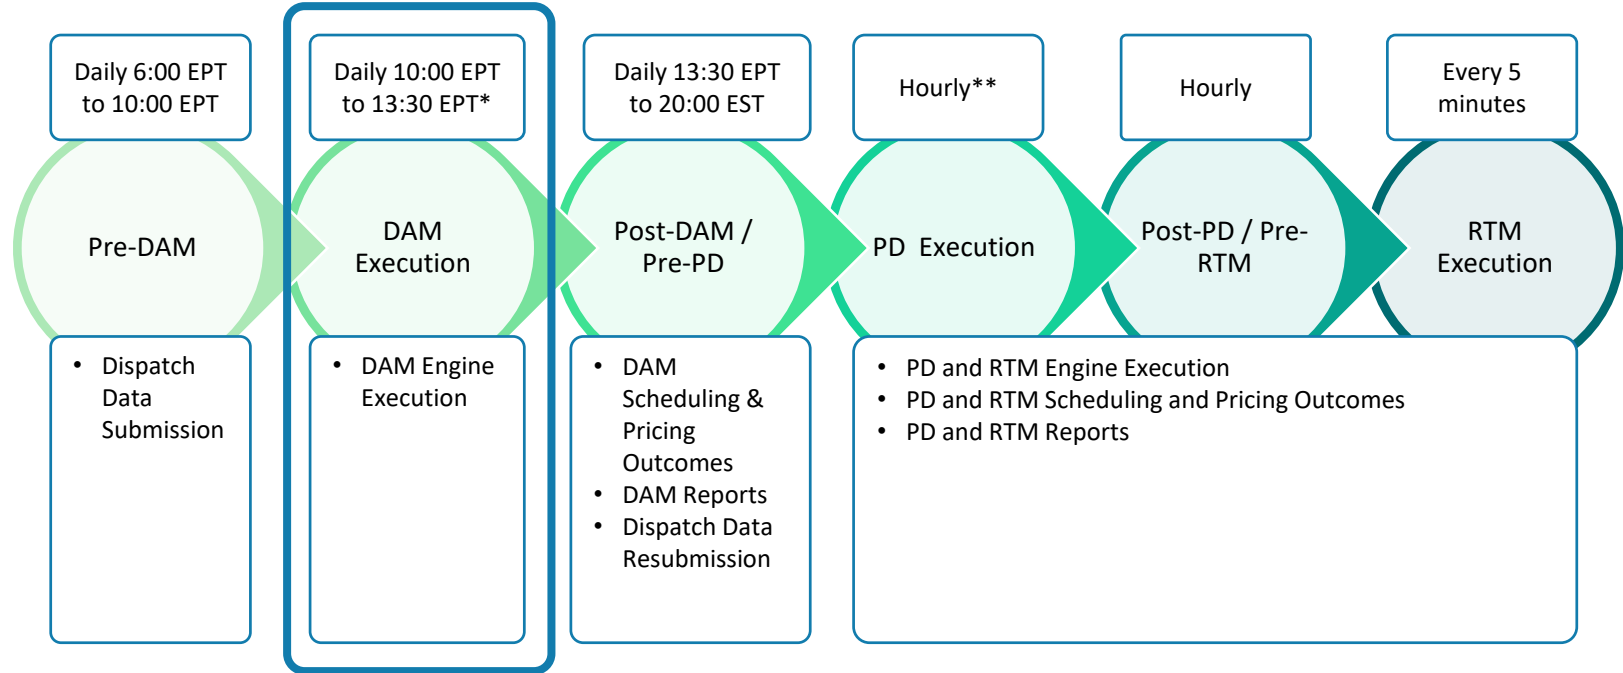 Daily 6:00 EPT
to 10:00 EPT
Daily 10:00 EPT
to 13:30 EPT*
Daily 13:30 EPT
to 20:00 EST
Hourly**
Hourly
Every 5
minutes
Pre-DAM
DAM
Execution
Post-DAM /
Pre-PD
PD Execution
Post-PD / Pre-
RTM
RTM
Execution
• Dispatch
Data
Submission
• DAM Engine
Execution
• DAM
Scheduling &
Pricing
Outcomes
• DAM Reports
• Dispatch Data
Resubmission
• PD and RTM Engine Execution
• PD and RTM Scheduling and Pricing Outcomes
• PD and RTM Reports